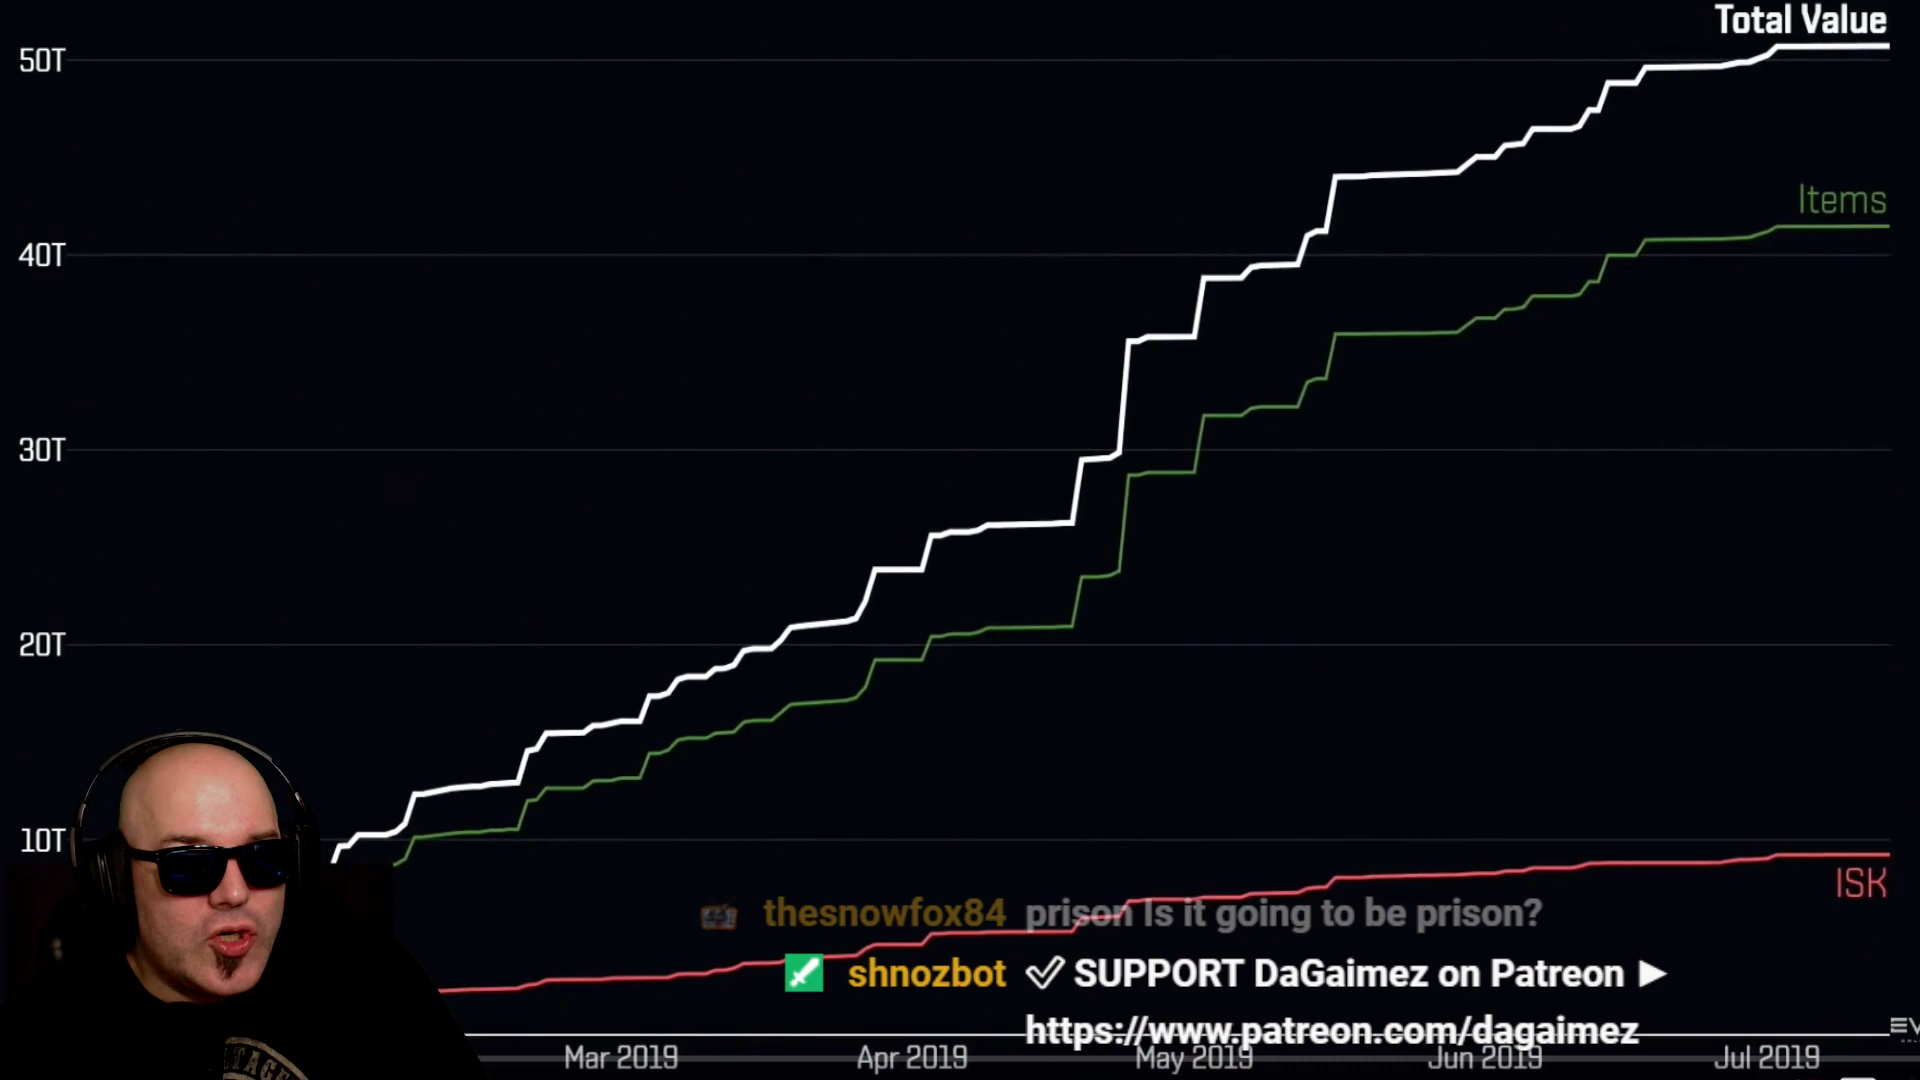 Total Value
50T
Items
40T
30T
20T
10T
ISK
thesnowfox84 prison Is it going to be prison?
shnozbot SUPPORT DaGaimez on Patreon
https://www.patreon.com/dagaimez
Mar 2019
Apr 2019
May 2019
Jun 2019
Jul 2019